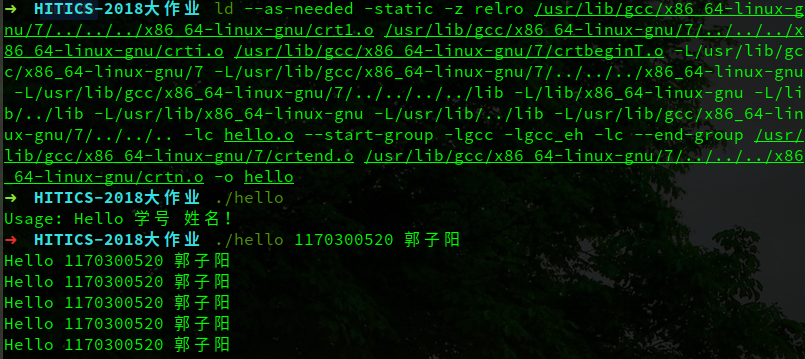 ➜  HITICS-2018大作业 ld --as-needed -static -z relro /usr/lib/gcc/x86_64-linux-g
nu/7/../../../x86_64-linux-gnu/crt1.o /usr/lib/gcc/x86_64-linux-gnu/7/../../../x
86_64-linux-gnu/crti.o /usr/lib/gcc/x86_64-linux-gnu/7/crtbeginT.o -L/usr/lib/gc
c/x86_64-linux-gnu/7 -L/usr/lib/gcc/x86_64-linux-gnu/7/../../../x86_64-linux-gnu
 -L/usr/lib/gcc/x86_64-linux-gnu/7/../../../../lib -L/lib/x86_64-linux-gnu -L/li
b/../lib -L/usr/lib/x86_64-linux-gnu -L/usr/lib/../lib -L/usr/lib/gcc/x86_64-lin
ux-gnu/7/../../.. -lc hello.o --start-group -lgcc -lgcc_eh -lc --end-group /usr/
lib/gcc/x86_64-linux-gnu/7/crtend.o /usr/lib/gcc/x86_64-linux-gnu/7/../../../x86
_64-linux-gnu/crtn.o -o hello
➜  HITICS-2018大作业 ./hello
Usage: Hello 学号 姓名！
➜  HITICS-2018大作业 ./hello 1170300520 郭子阳
Hello 1170300520 郭子阳
Hello 1170300520 郭子阳
Hello 1170300520 郭子阳
Hello 1170300520 郭子阳
Hello 1170300520 郭子阳